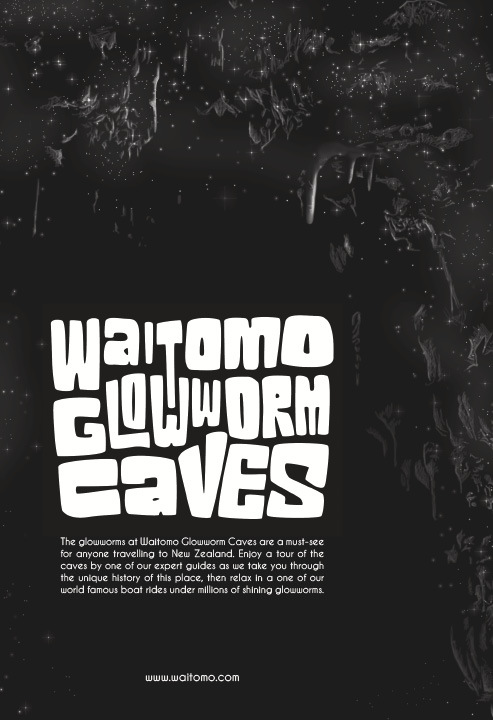 WaiTOMO
GLOWWORM
CaVES
The glowworms at Waitomo Glowworm Caves are a must-see
for anyone travelling to New Zealand. Enjoy a tour of the
caves by one of our expert guides as we take you through
the unique history of this place, then relax in a one of our
world famous boat rides under millions of shining glowworms.
www.waitomo.com